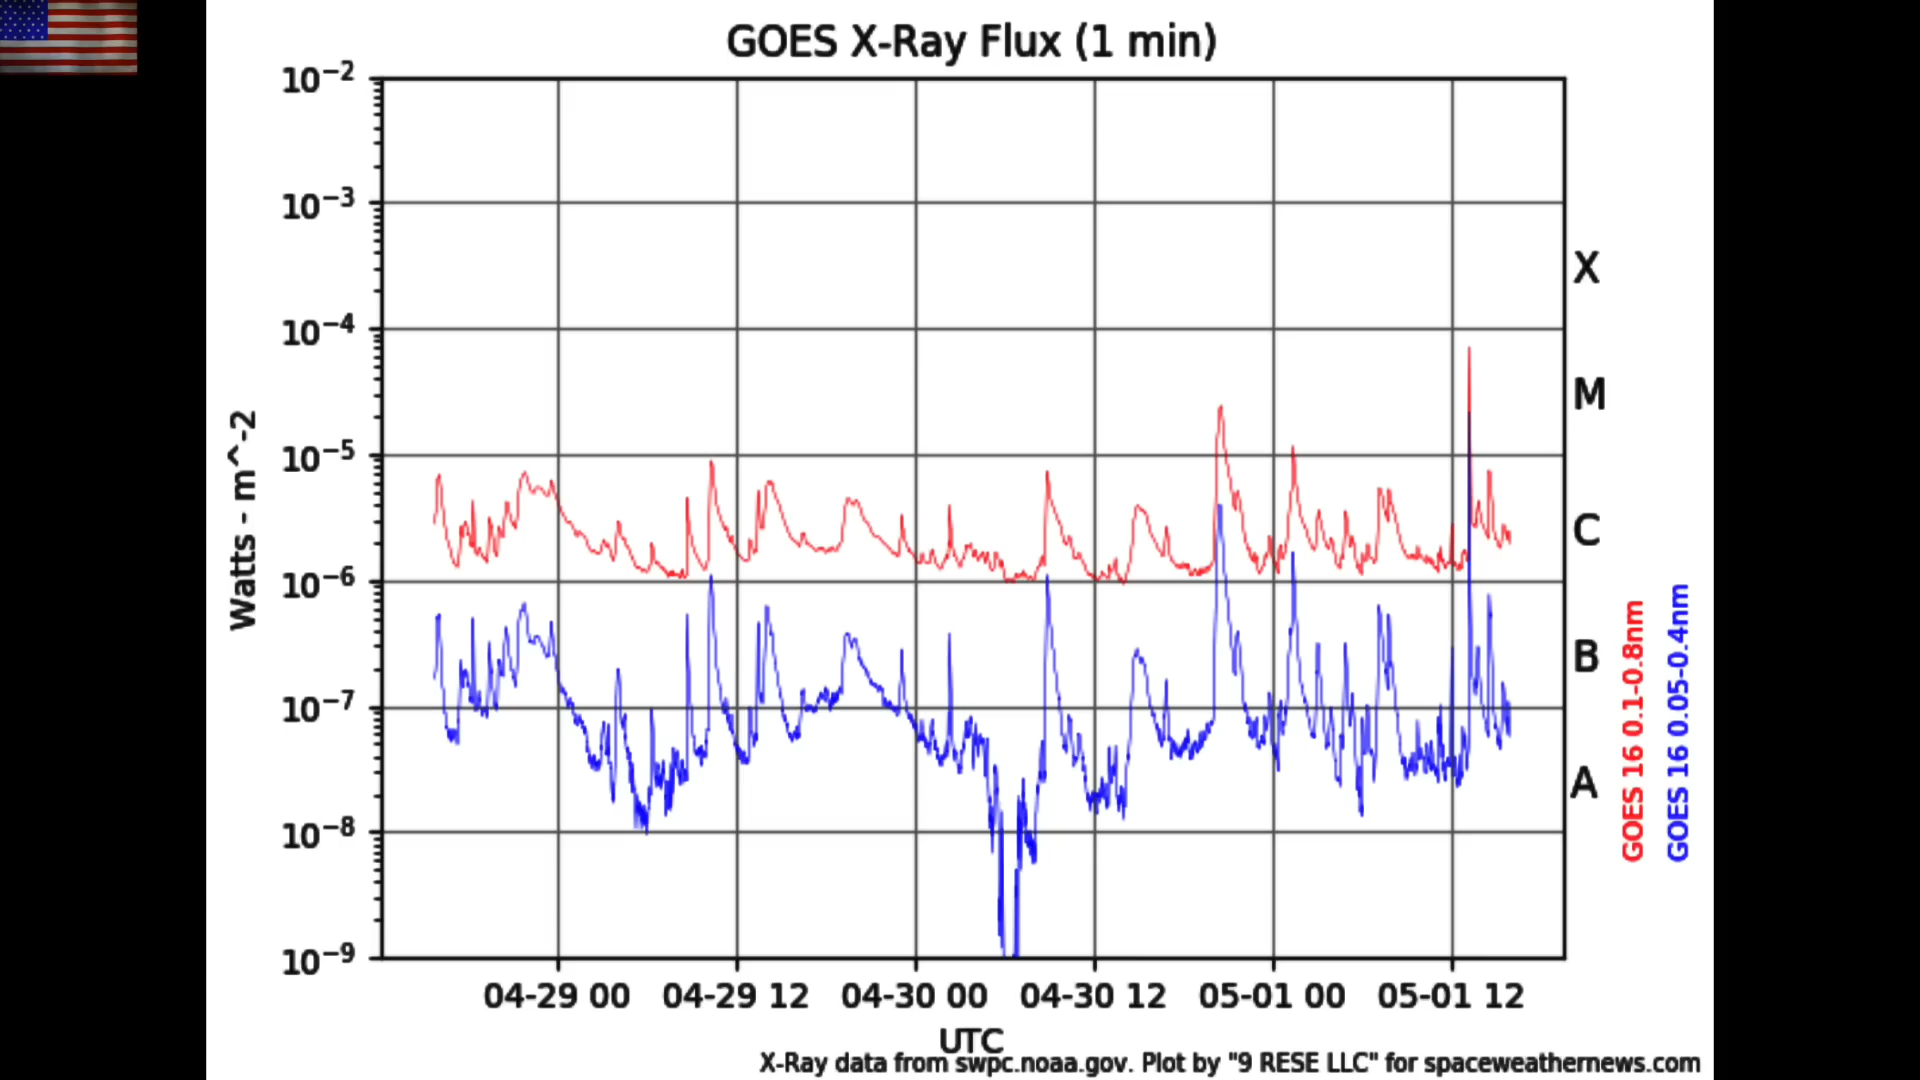 GOES X-Ray Flux (1 min)
10⁻²
10⁻³
10⁻⁴
10⁻⁵
10⁻⁶
10⁻⁷
10⁻⁸
10⁻⁹
Watts - m^-2
X
M
C
B
A
GOES 16 0.1-0.8nm
GOES 16 0.05-0.4nm
04-29 00 04-29 12 04-30 00 04-30 12 05-01 00 05-01 12
UTC
X-Ray data from swpc.noaa.gov. Plot by "9 RESE LLC" for spaceweathernews.com